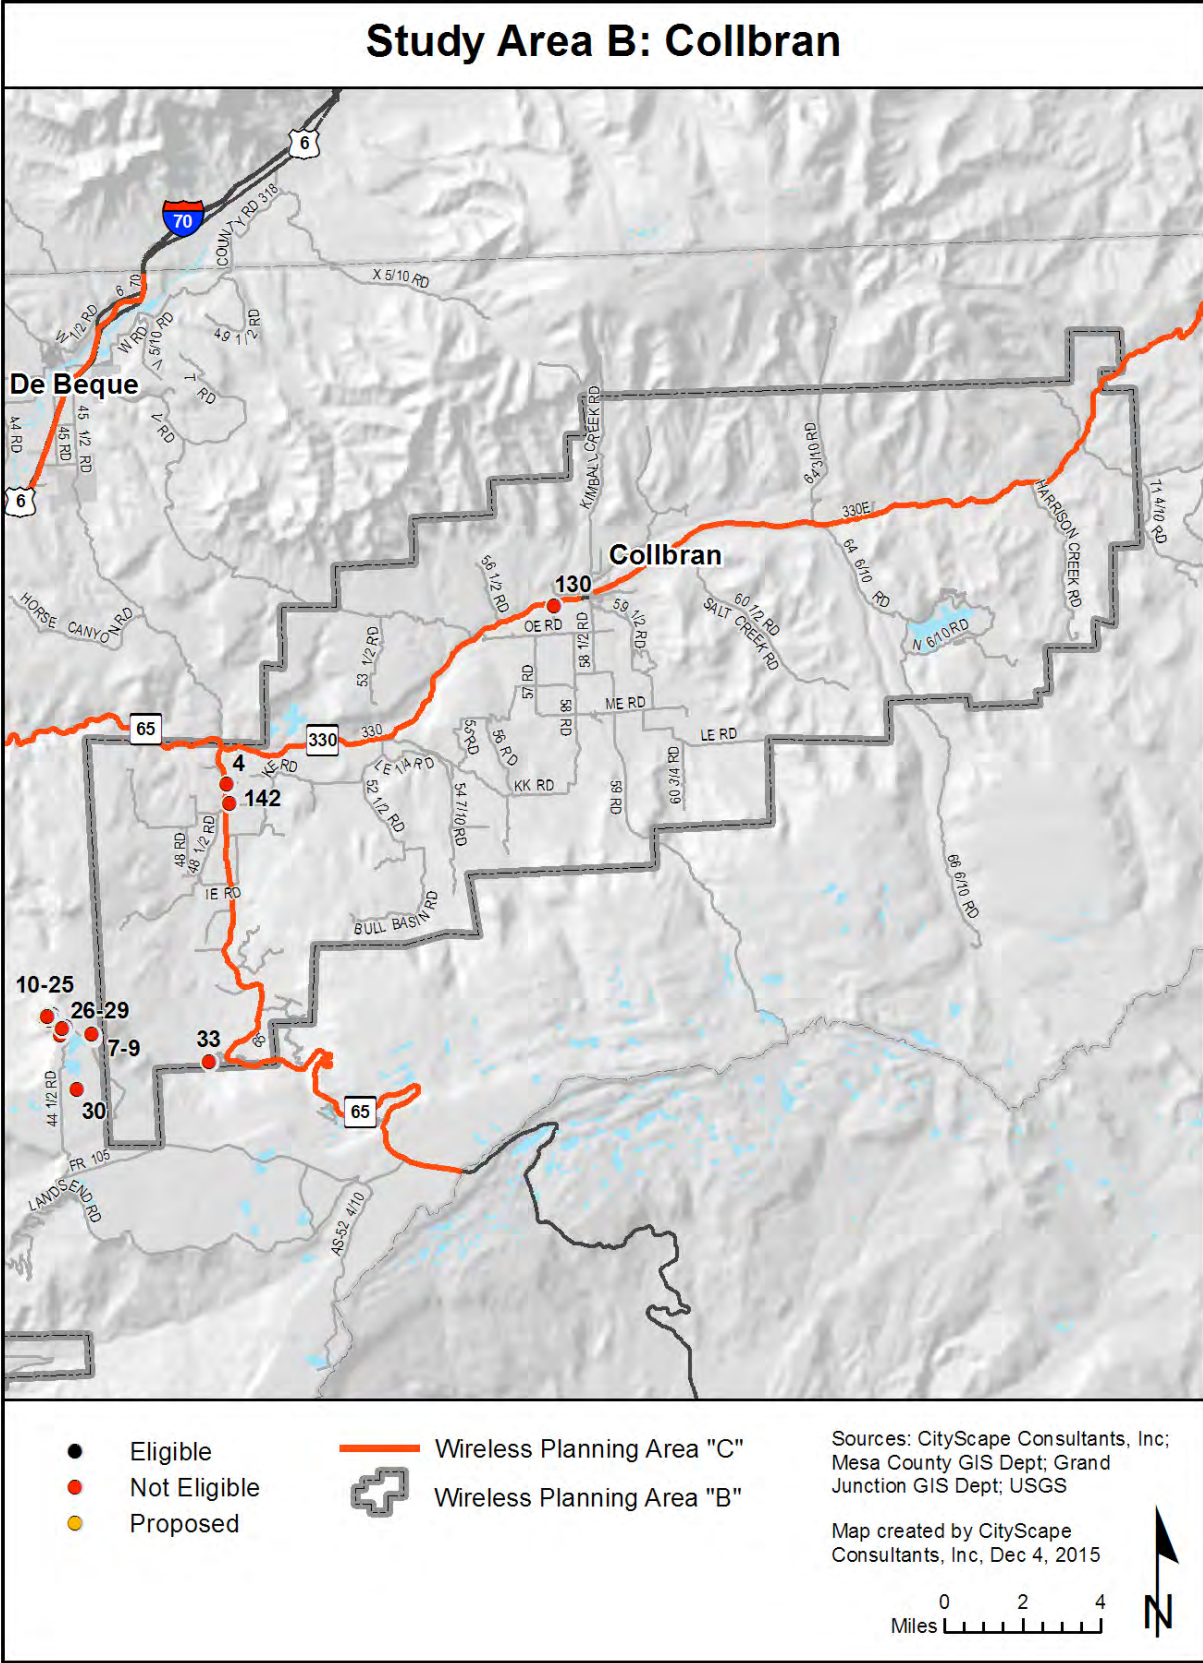 Study Area B: Collbran
6
70
COUNTY RD 318
X 5/10 RD
6
70
W 1/2 RD
W RD
V 5/10 RD
49 1/2 RD
De Beque
44 RD
45 RD
45 1/2 RD
V RD
T RD
6
KIMBALL CREEK RD
64 3/10 RD
330E
HARRISON CREEK RD
71 4/10 RD
Collbran
130
56 1/2 RD
OE RD
58 1/2 RD
59 1/2 RD
60 1/2 RD
SALT CREEK RD
64 6/10 RD
N 6/10 RD
HORSE CANYON RD
53 1/2 RD
57 RD
58 RD
ME RD
LE RD
65
330
330
55 RD
56 RD
4
KE RD
LE 1/4 RD
142
52 1/2 RD
54 7/10 RD
KK RD
59 RD
60 3/4 RD
48 RD
48 1/2 RD
IE RD
BULL BASIN RD
66 6/10 RD
10-25
26-29
7-9
33
30
44 1/2 RD
65
FR 105
LANDS END RD
AS-52 4/10
Eligible
Not Eligible
Proposed
Wireless Planning Area "C"
Wireless Planning Area "B"
Sources: CityScape Consultants, Inc;
Mesa County GIS Dept; Grand
Junction GIS Dept; USGS
Map created by CityScape
Consultants, Inc, Dec 4, 2015
0 2 4
Miles
N